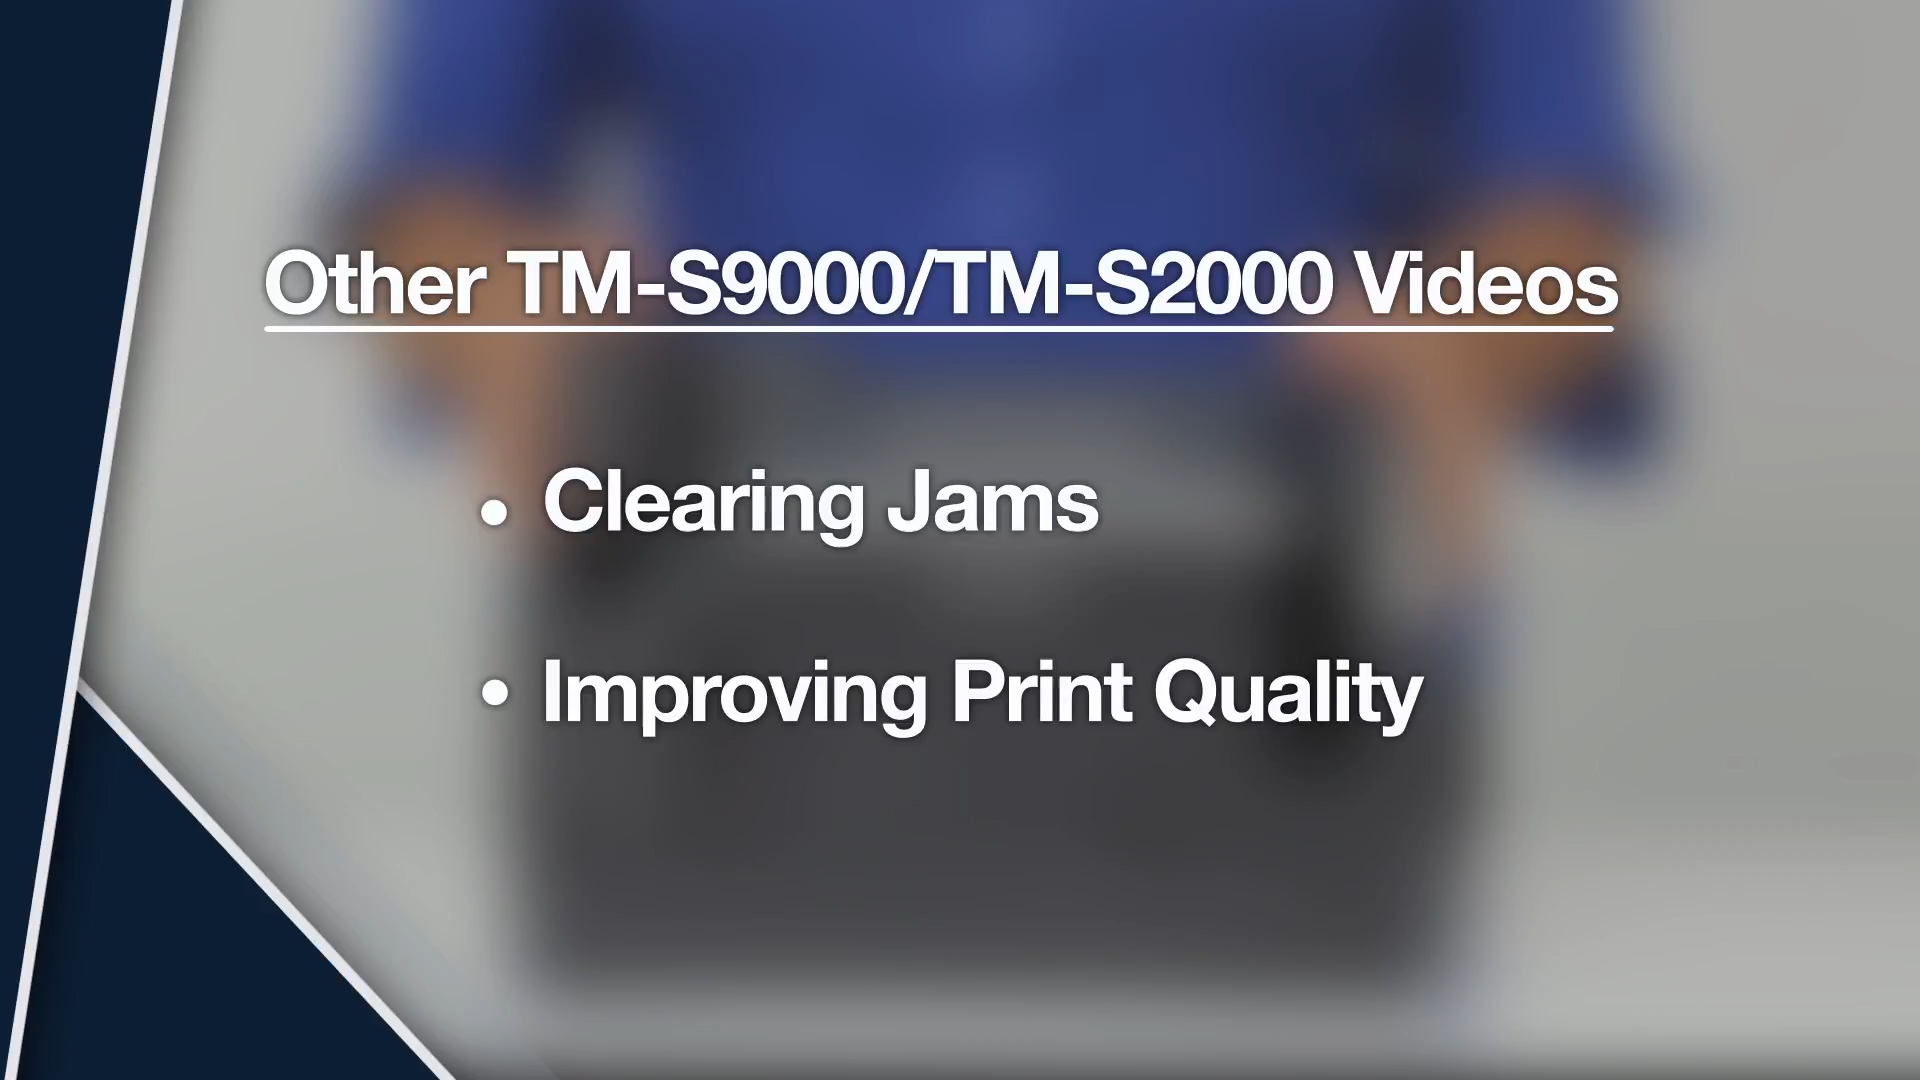 Other TM-S9000/TM-S2000 Videos
• Clearing Jams
• Improving Print Quality